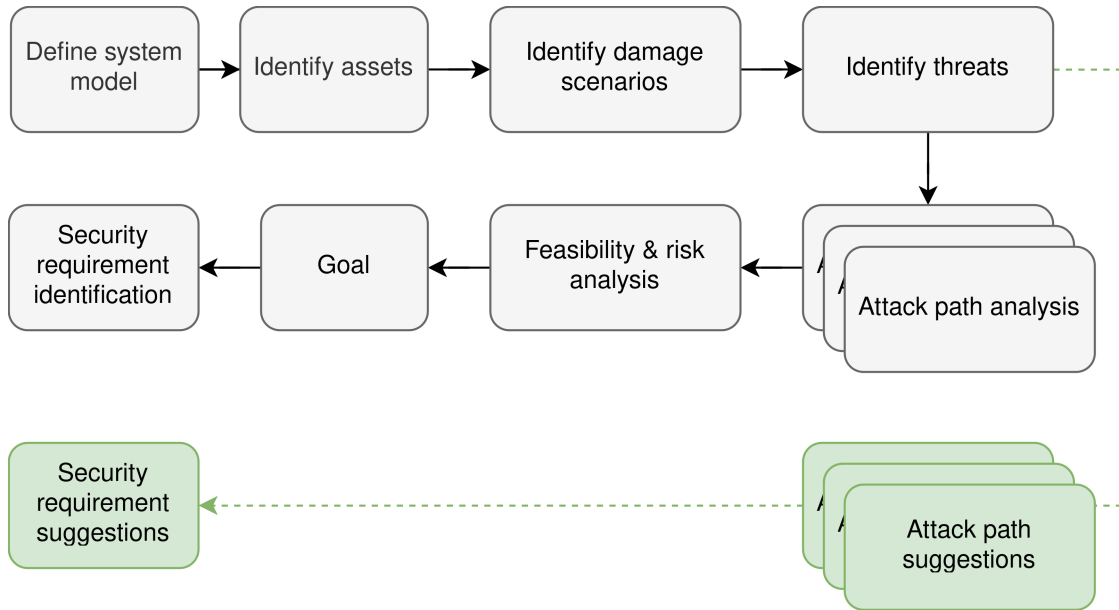 Define system
model
Identify assets
Identify damage
scenarios
Identify threats
Security
requirement
identification
Goal
Feasibility & risk
analysis
Attack path analysis
Security
requirement
suggestions
Attack path
suggestions